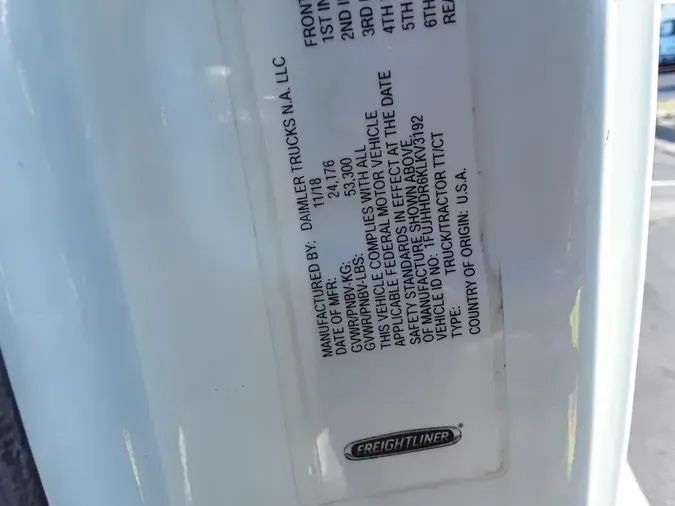 MANUFACTURED BY: DAIMLER TRUCKS N.A. LLC
DATE OF MFR: 11/18
GVWR/PNBV-KG: 24,176
GVWR/PNBV-LBS: 53,300
THIS VEHICLE COMPLIES WITH ALL
APPLICABLE FEDERAL MOTOR VEHICLE
SAFETY STANDARDS IN EFFECT AT THE DATE
OF MANUFACTURE SHOWN ABOVE.
VEHICLE ID NO: 1FUJHHDR6KLKV3192
TYPE: TRUCK/TRACTOR TT/CT
COUNTRY OF ORIGIN: U.S.A.
FRONT
1ST IN
2ND I
3RD I
4TH
5TH
6TH
REA
FREIGHTLINER®